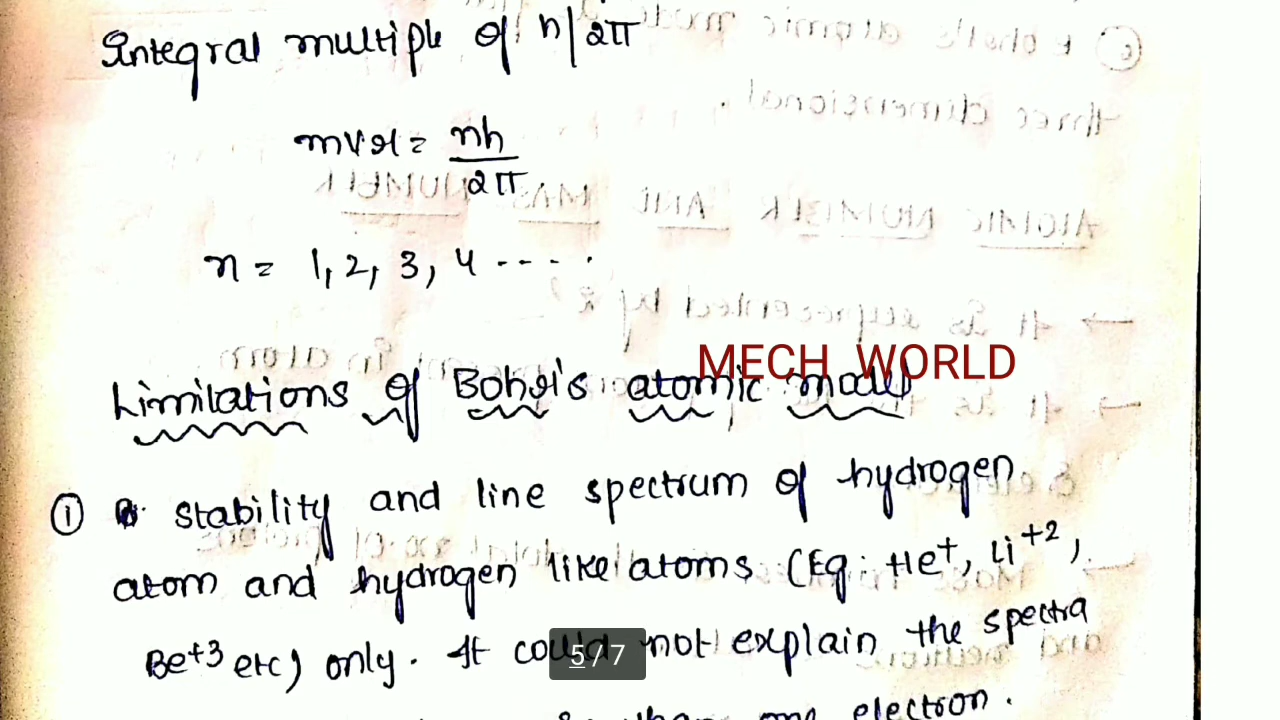 Integral multiple of h/2π
mvr = nh
2π
n = 1, 2, 3, 4 ----.
MECH WORLD
Limitations of Bohr's atomic model
① stability and line spectrum of hydrogen
atom and hydrogen like atoms (Eg: He+, Li+2,
Be+3 etc) only. It could not explain the spectra
5/7
than one electron.